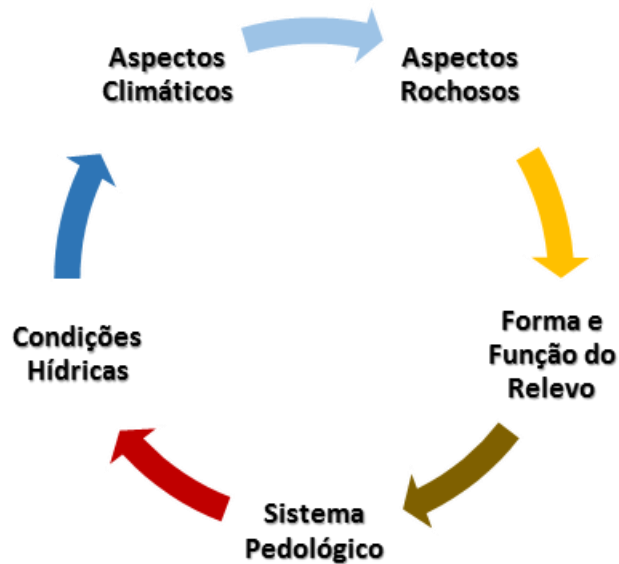 Aspectos
Climáticos
Aspectos
Rochosos
Forma e
Função do
Relevo
Sistema
Pedológico
Condições
Hídricas